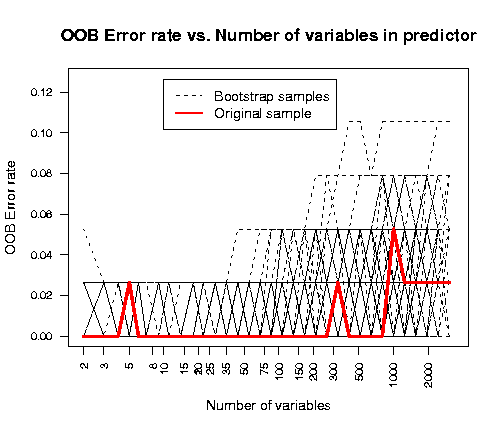 OOB Error rate vs. Number of variables in predictor
Bootstrap samples
Original sample
OOB Error rate
0.12
0.10
0.08
0.06
0.04
0.02
0.00
2 3 5 8 10 15 20 25 35 50 75 100 150 200 300 500 1000 2000
Number of variables